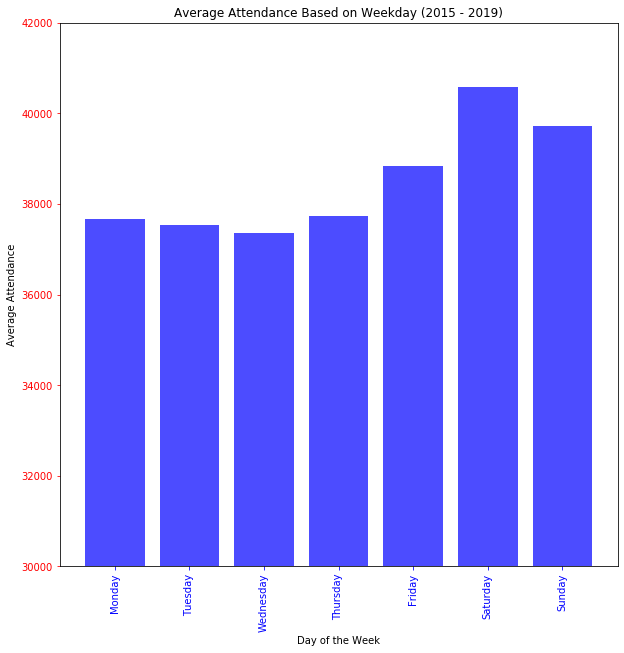 Average Attendance Based on Weekday (2015 - 2019)
42000
40000
38000
36000
34000
32000
30000
Average Attendance
Monday
Tuesday
Wednesday
Thursday
Friday
Saturday
Sunday
Day of the Week